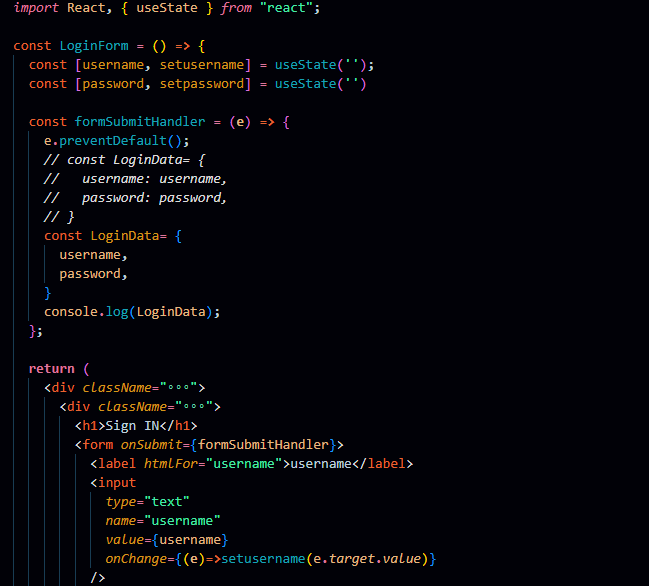 import React, { useState } from "react";
const LoginForm = () => {
const [username, setusername] = useState('');
const [password, setpassword] = useState('')
const formSubmitHandler = (e) => {
e.preventDefault();
// const LoginData= {
//   username: username,
//   password: password,
// }
const LoginData= {
username,
password,
}
console.log(LoginData);
};
return (
<div className="∘∘∘">
<div className="∘∘∘">
<h1>Sign IN</h1>
<form onSubmit={formSubmitHandler}>
<label htmlFor="username">username</label>
<input
type="text"
name="username"
value={username}
onChange={(e)=>setusername(e.target.value)}
/>